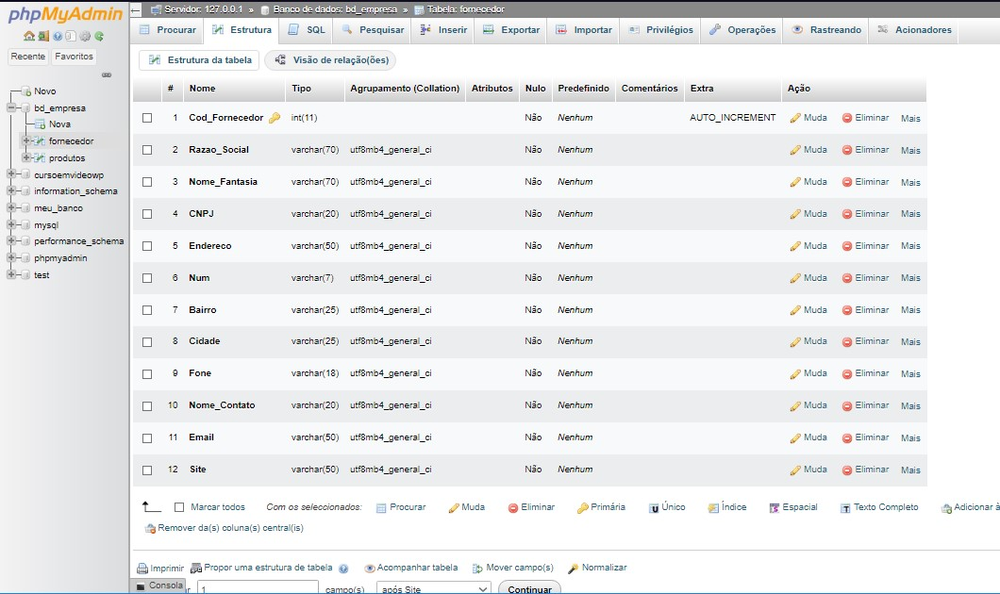 phpMyAdmin
Recente Favoritos
Novo
bd_empresa
Nova
fornecedor
produtos
cursoemvideowp
information_schema
meu_banco
mysql
performance_schema
phpmyadmin
test
Servidor: 127.0.0.1 » Banco de dados: bd_empresa » Tabela: fornecedor
Procurar Estrutura SQL Pesquisar Inserir Exportar Importar Privilégios Operações Rastreando Acionadores
Estrutura da tabela Visão de relação(ões)
# Nome Tipo Agrupamento (Collation) Atributos Nulo Predefinido Comentários Extra Ação
1 Cod_Fornecedor int(11) Não Nenhum AUTO_INCREMENT Muda Eliminar Mais
2 Razao_Social varchar(70) utf8mb4_general_ci Não Nenhum Muda Eliminar Mais
3 Nome_Fantasia varchar(70) utf8mb4_general_ci Não Nenhum Muda Eliminar Mais
4 CNPJ varchar(20) utf8mb4_general_ci Não Nenhum Muda Eliminar Mais
5 Endereco varchar(50) utf8mb4_general_ci Não Nenhum Muda Eliminar Mais
6 Num varchar(7) utf8mb4_general_ci Não Nenhum Muda Eliminar Mais
7 Bairro varchar(25) utf8mb4_general_ci Não Nenhum Muda Eliminar Mais
8 Cidade varchar(25) utf8mb4_general_ci Não Nenhum Muda Eliminar Mais
9 Fone varchar(18) utf8mb4_general_ci Não Nenhum Muda Eliminar Mais
10 Nome_Contato varchar(20) utf8mb4_general_ci Não Nenhum Muda Eliminar Mais
11 Email varchar(50) utf8mb4_general_ci Não Nenhum Muda Eliminar Mais
12 Site varchar(50) utf8mb4_general_ci Não Nenhum Muda Eliminar Mais
Marcar todos Com os seleccionados: Procurar Muda Eliminar Primária Único Índice Espacial Texto Completo Adicionar à
Remover da(s) coluna(s) central(is)
Imprimir Propor uma estrutura de tabela Acompanhar tabela Mover campo(s) Normalizar
Console r 1 campo(s) após Site Continuar